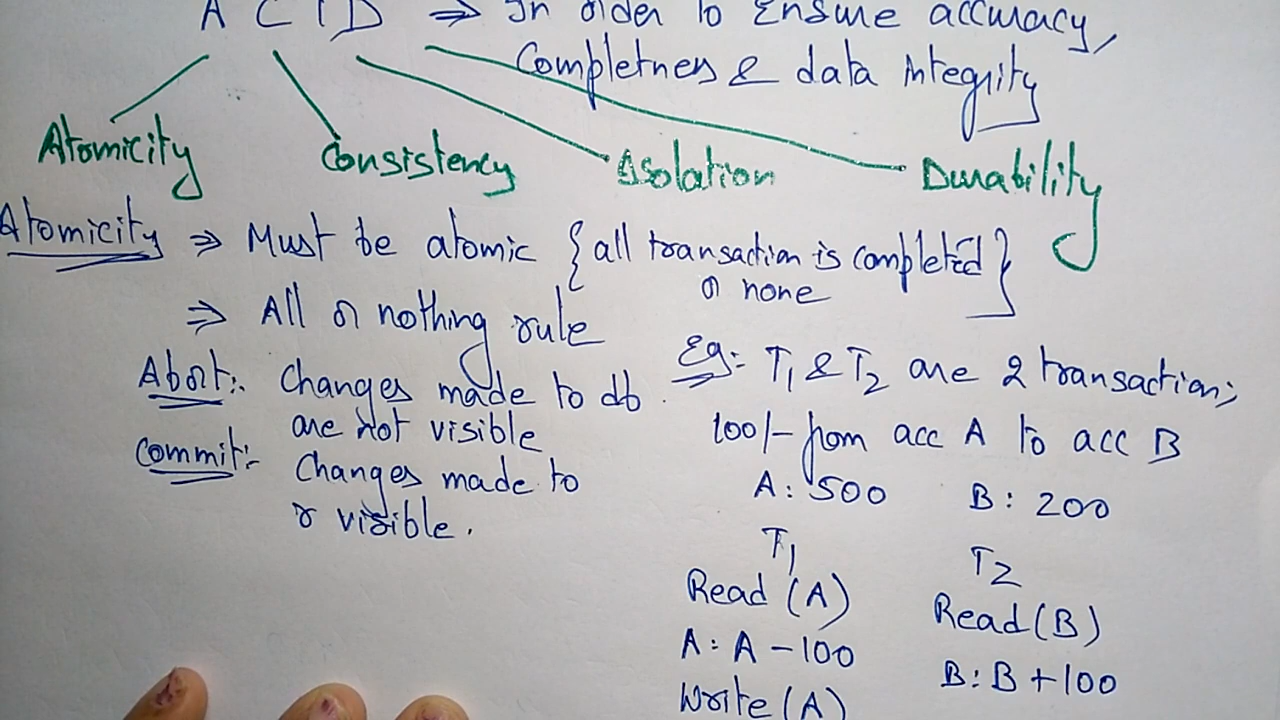 A C I D ⇒ In order to Ensure accuracy,
Completness & data integrity
Atomicity Consistency Isolation Durability
Atomicity ⇒ Must be atomic {all transaction is completed
or none}
⇒ All or nothing rule
Abort:- Changes made to db
are not visible
Commit:- Changes made to
r visible.
Eg:- T1 & T2 are 2 transaction;
100/- from acc A to acc B
A: 500 B: 200
T1 T2
Read (A) Read (B)
A: A - 100 B: B + 100
Write (A)